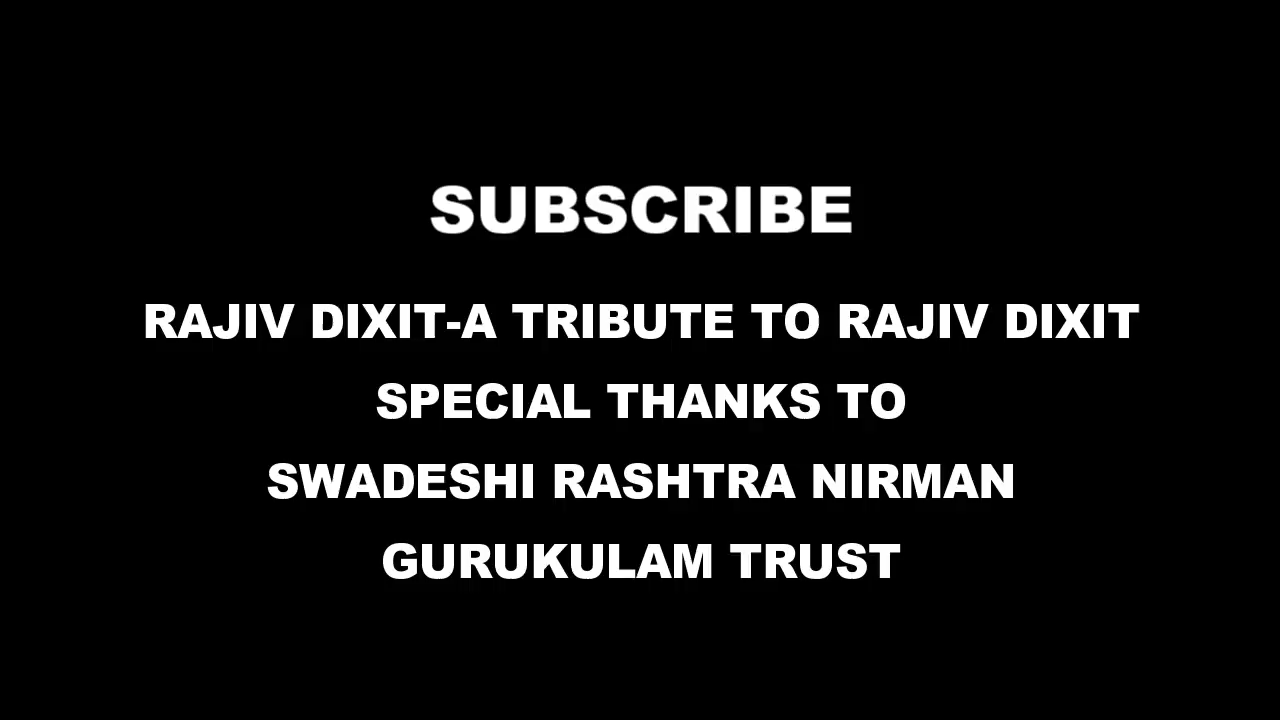 SUBSCRIBE
RAJIV DIXIT-A TRIBUTE TO RAJIV DIXIT
SPECIAL THANKS TO
SWADESHI RASHTRA NIRMAN
GURUKULAM TRUST